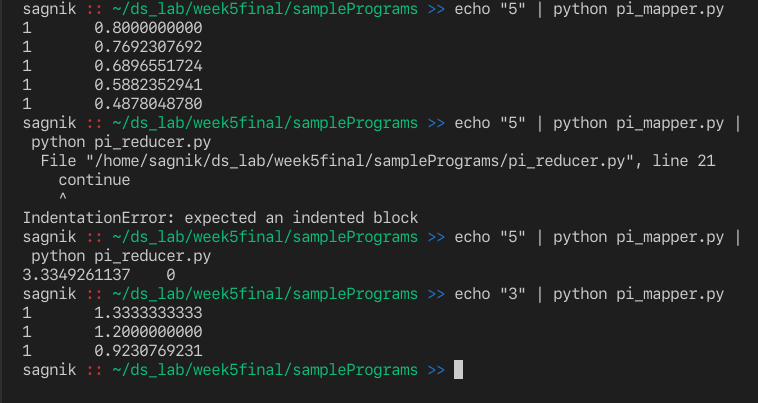 sagnik :: ~/ds_lab/week5final/samplePrograms >> echo "5" | python pi_mapper.py
1       0.8000000000
1       0.7692307692
1       0.6896551724
1       0.5882352941
1       0.4878048780
sagnik :: ~/ds_lab/week5final/samplePrograms >> echo "5" | python pi_mapper.py |
 python pi_reducer.py
  File "/home/sagnik/ds_lab/week5final/samplePrograms/pi_reducer.py", line 21
    continue
    ^
IndentationError: expected an indented block
sagnik :: ~/ds_lab/week5final/samplePrograms >> echo "5" | python pi_mapper.py |
 python pi_reducer.py
3.3349261137    0
sagnik :: ~/ds_lab/week5final/samplePrograms >> echo "3" | python pi_mapper.py
1       1.3333333333
1       1.2000000000
1       0.9230769231
sagnik :: ~/ds_lab/week5final/samplePrograms >>